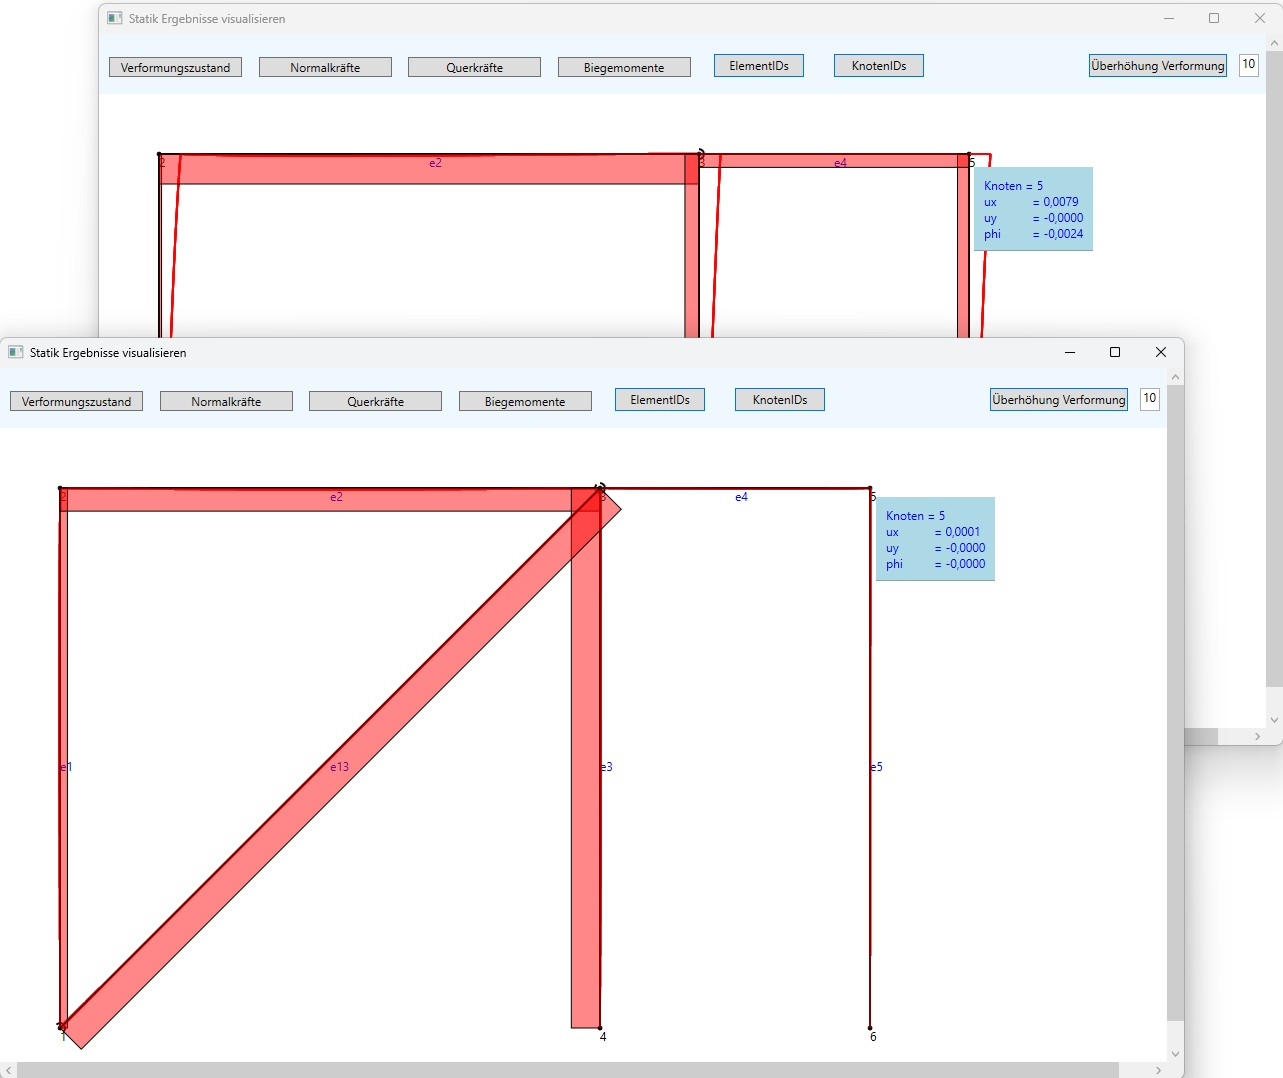 Statik Ergebnisse visualisieren
Verformungszustand Normalkräfte Querkräfte Biegemomente ElementIDs KnotenIDs Überhöhung Verformung 10
2 e2 3 e4 5
Knoten = 5
ux = 0,0079
uy = -0,0000
phi = -0,0024
Statik Ergebnisse visualisieren
Verformungszustand Normalkräfte Querkräfte Biegemomente ElementIDs KnotenIDs Überhöhung Verformung 10
2 e2 3 e4 5
Knoten = 5
ux = 0,0001
uy = -0,0000
phi = -0,0000
e1 e13 e3 e5
1 4 6